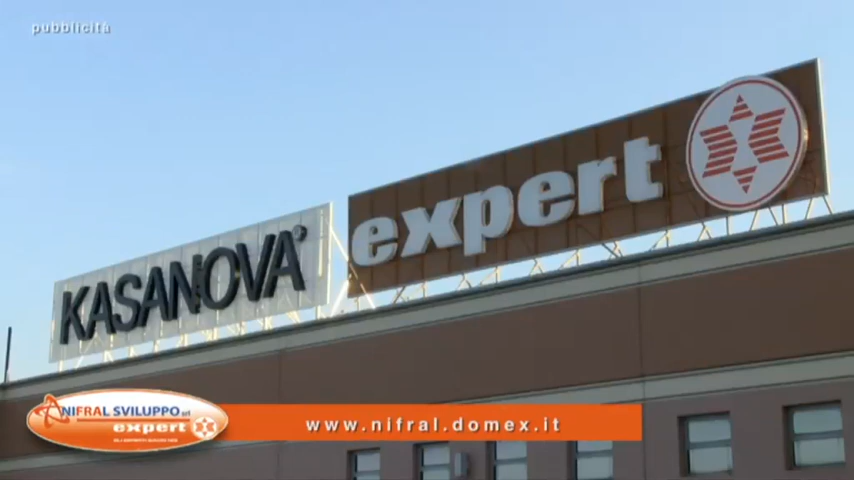 pubblicità
KASANOVA®
expert
NIFRAL SVILUPPO srl
expert
www.nifral.domex.it